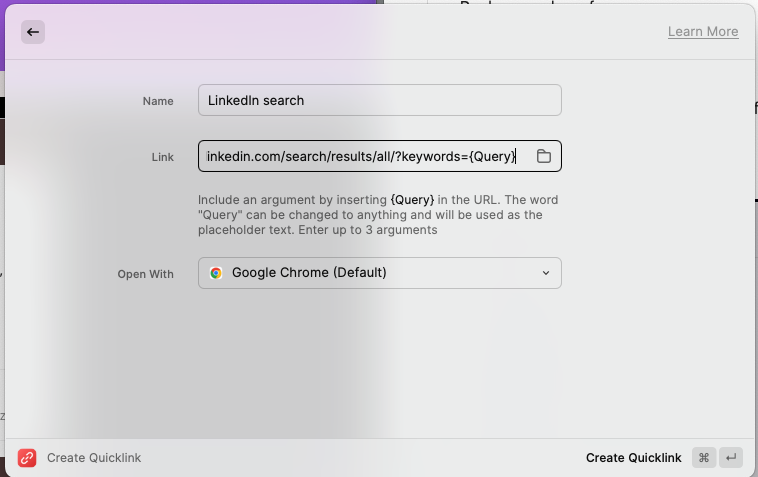 Learn More
Name
LinkedIn search
Link
inkedin.com/search/results/all/?keywords={Query}
Include an argument by inserting {Query} in the URL. The word
"Query" can be changed to anything and will be used as the
placeholder text. Enter up to 3 arguments
Open With
Google Chrome (Default)
Create Quicklink
Create Quicklink ⌘ ↵